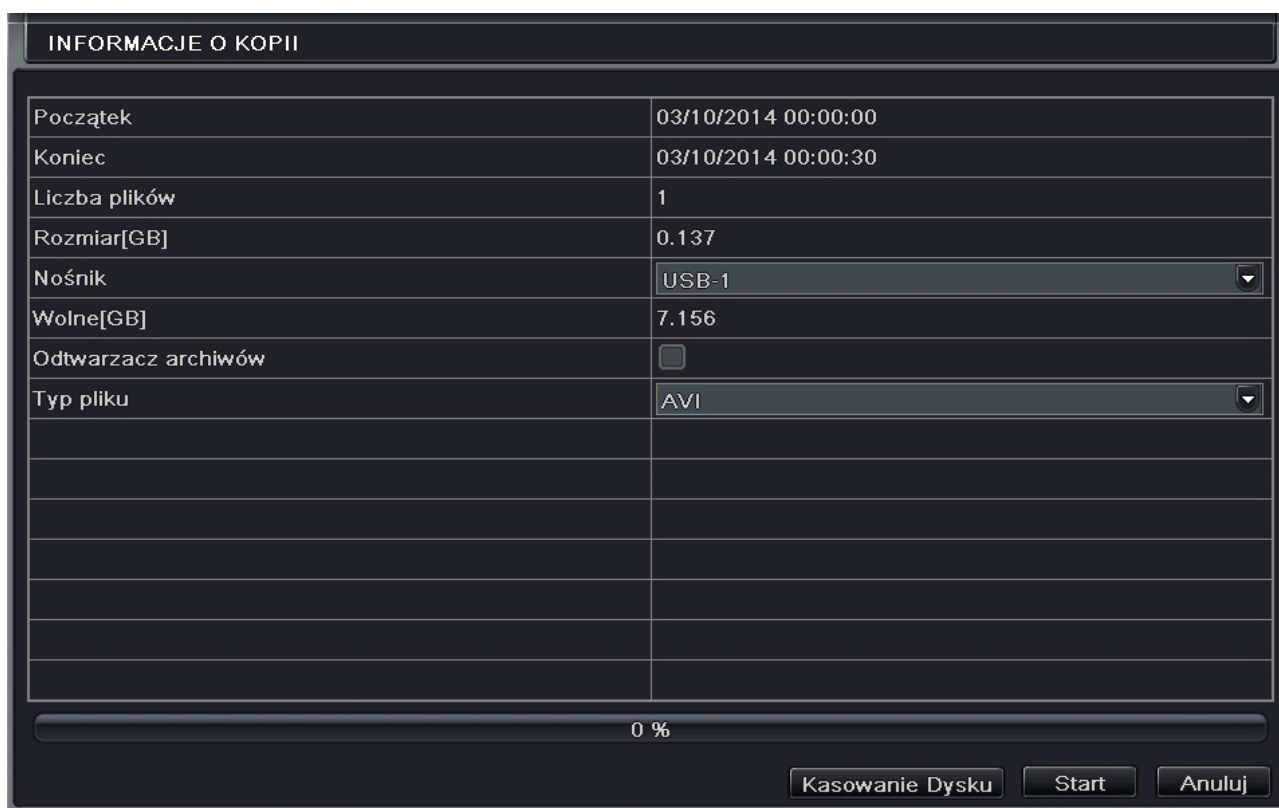 INFORMACJE O KOPII
Początek 03/10/2014 00:00:00
Koniec 03/10/2014 00:00:30
Liczba plików 1
Rozmiar[GB] 0.137
Nośnik USB-1
Wolne[GB] 7.156
Odtwarzacz archiwów
Typ pliku AVI
0 %
Kasowanie Dysku Start Anuluj